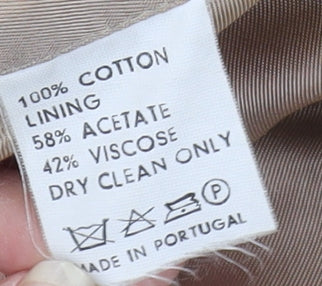 100% COTTON
LINING
58% ACETATE
42% VISCOSE
DRY CLEAN ONLY
P
MADE IN PORTUGAL